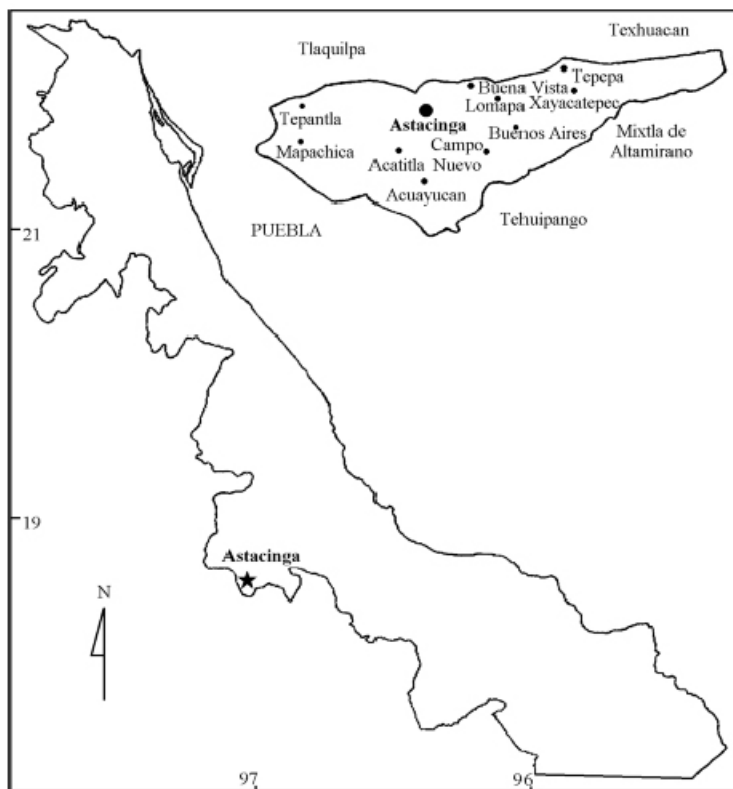 Texhuacan
Tlaquilpa
Tepepa
Buena Vista
Lomapa
Xayacatepec
Tepantla
Astacinga
Buenos Aires
Mixtla de
Altamirano
Mapachica
Campo
Acatitla
Nuevo
Acuayucan
Tehuipango
PUEBLA
21
19
Astacinga
N
97
96